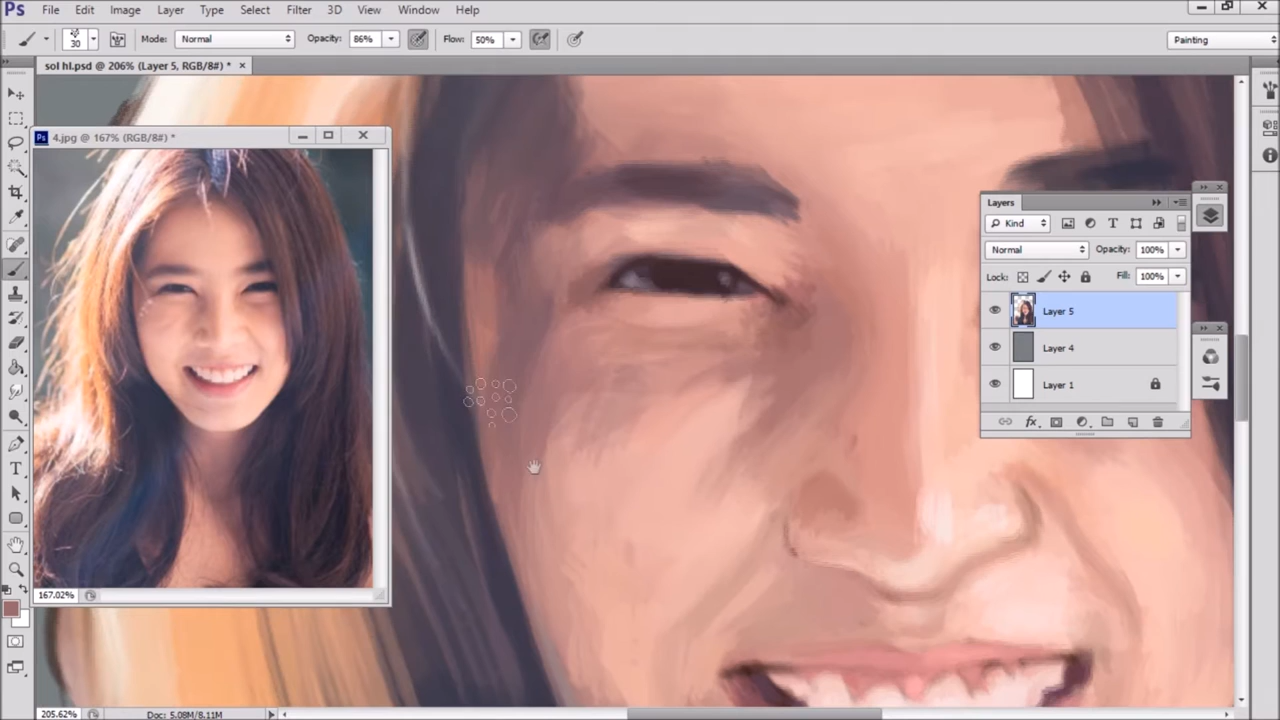 Ps File Edit Image Layer Type Select Filter 3D View Window Help
30 Mode: Normal Opacity: 86% Flow: 50% Painting
sol hl.psd @ 206% (Layer 5, RGB/8#) * ×
Ps 4.jpg @ 167% (RGB/8#) *
167.02%
Layers
Kind
Normal Opacity: 100%
Lock: Fill: 100%
Layer 5
Layer 4
Layer 1
fx
205.62% Doc: 5.08M/8.11M